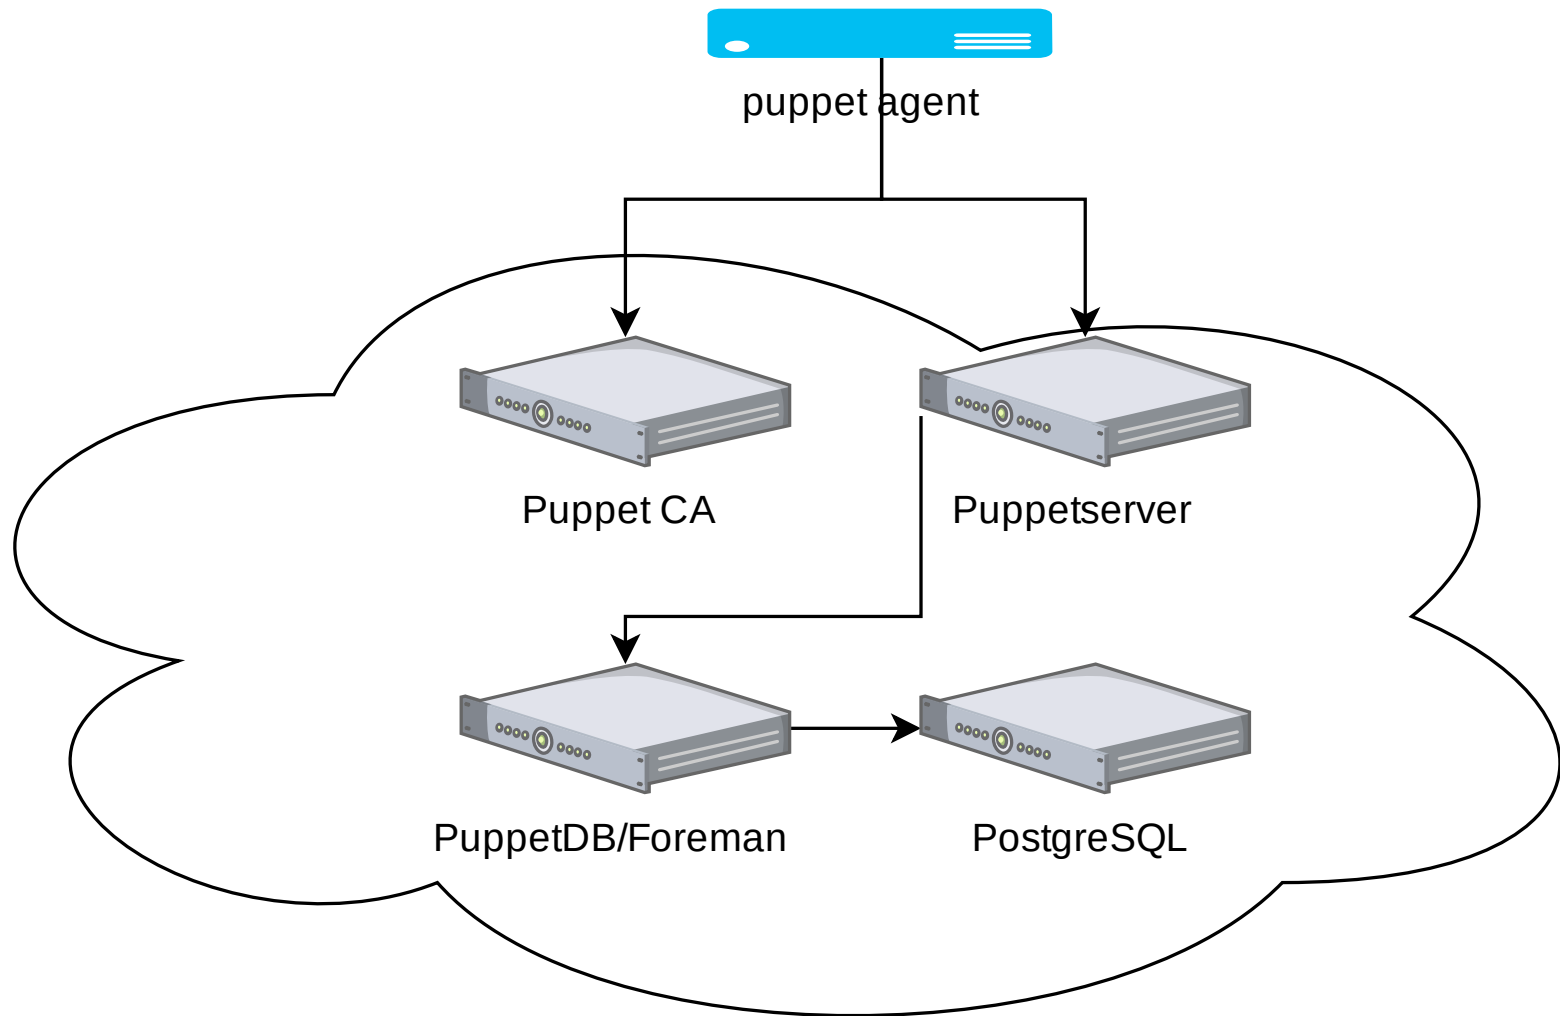 puppet agent
Puppet CA
Puppetserver
PuppetDB/Foreman
PostgreSQL